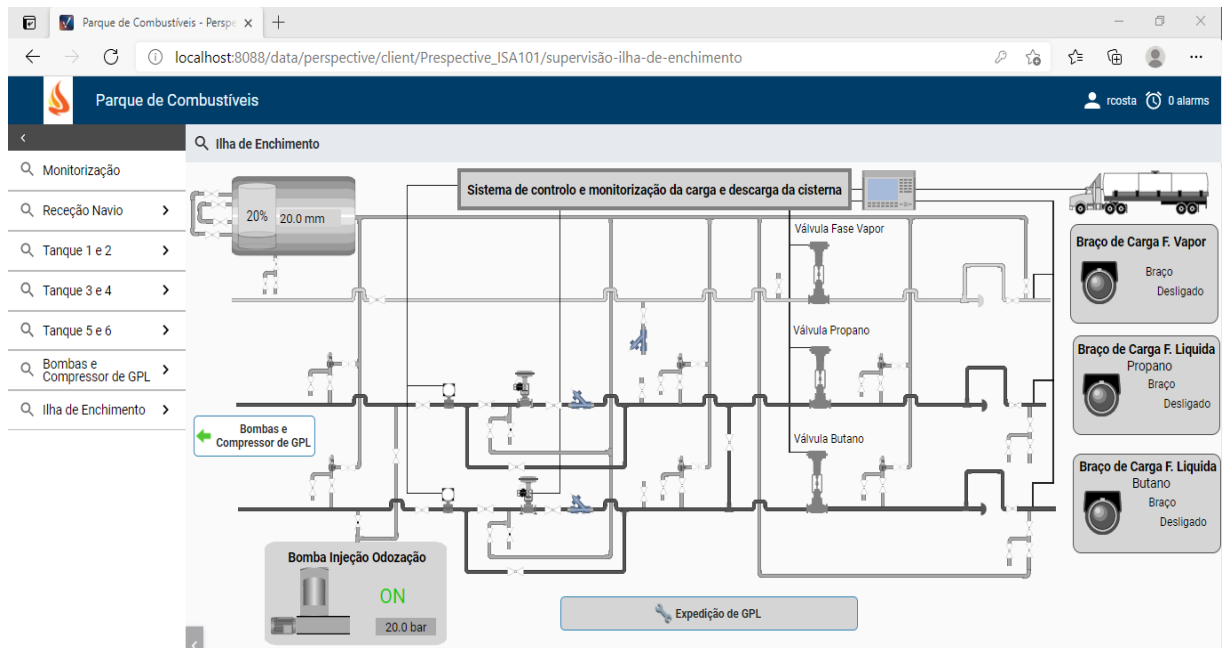 Parque de Combustíveis - Perspe
localhost:8088/data/perspective/client/Prespective_ISA101/supervisão-ilha-de-enchimento
Parque de Combustíveis
rcosta
0 alarms
Ilha de Enchimento
Monitorização
Receção Navio
Tanque 1 e 2
Tanque 3 e 4
Tanque 5 e 6
Bombas e
Compressor de GPL
Ilha de Enchimento
20%
20.0 mm
Sistema de controlo e monitorização da carga e descarga da cisterna
Válvula Fase Vapor
Válvula Propano
Válvula Butano
Bombas e
Compressor de GPL
Braço de Carga F. Vapor
Braço
Desligado
Braço de Carga F. Liquida
Propano
Braço
Desligado
Braço de Carga F. Liquida
Butano
Braço
Desligado
Bomba Injeção Odozação
ON
20.0 bar
Expedição de GPL